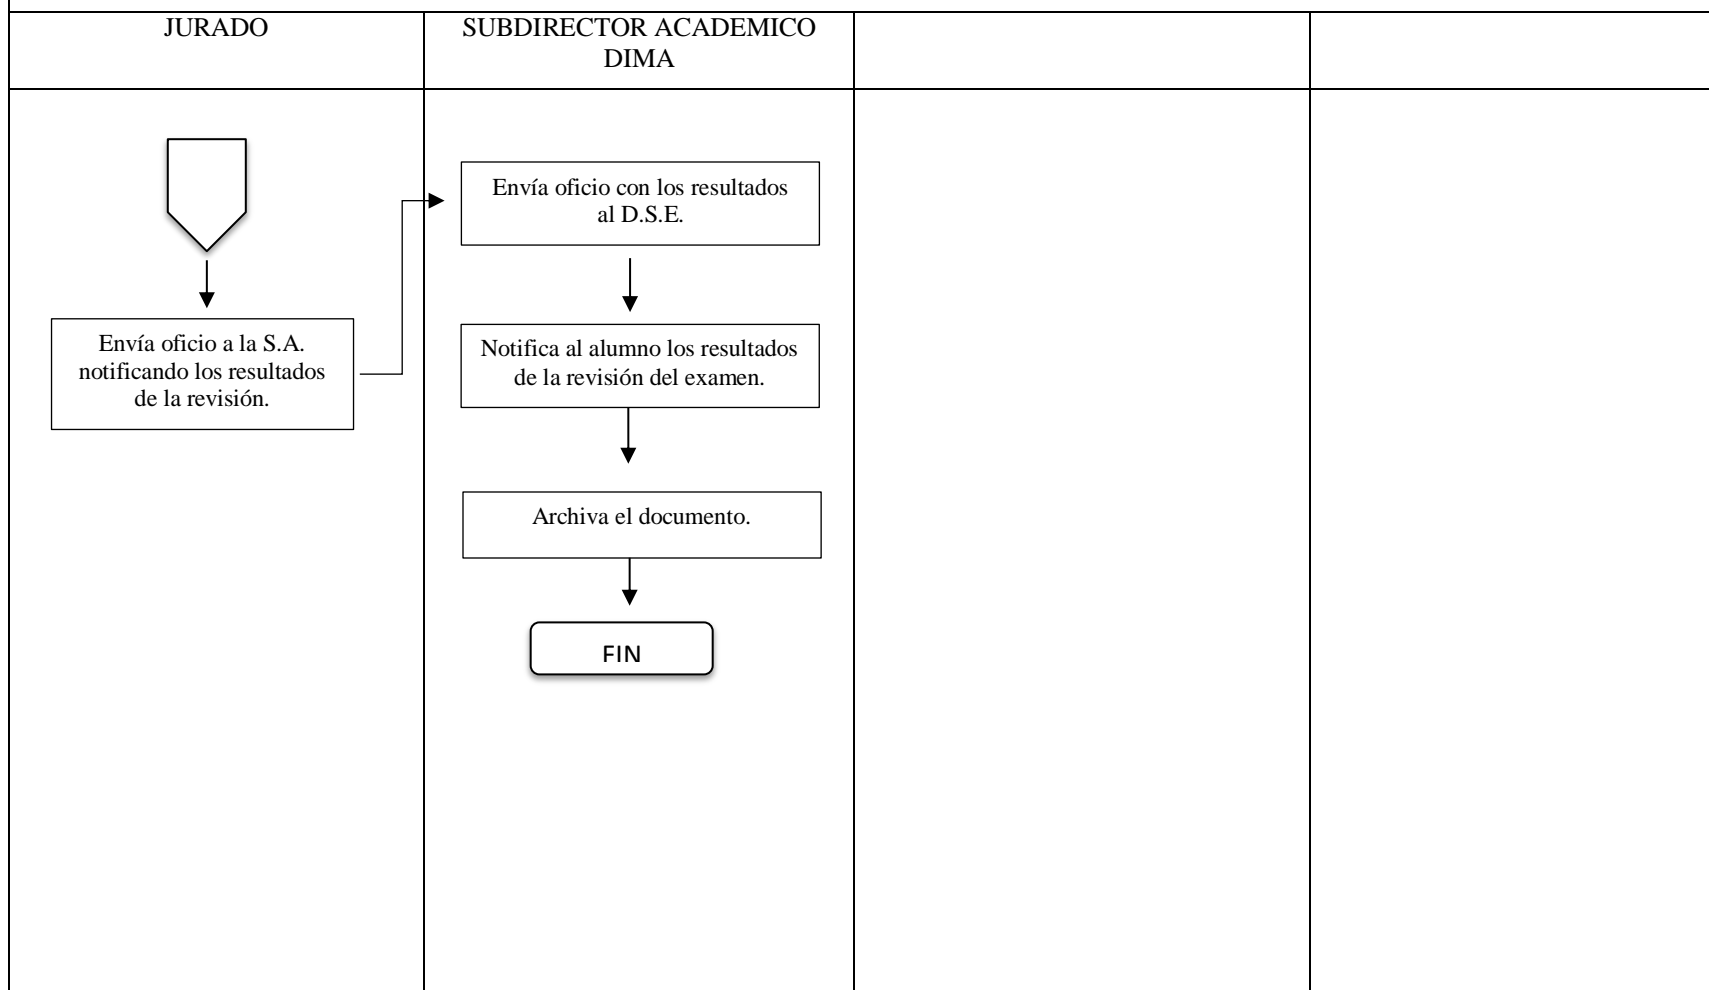 JURADO
SUBDIRECTOR ACADEMICO
DIMA
Envía oficio a la S.A.
notificando los resultados
de la revisión.
Envía oficio con los resultados
al D.S.E.
Notifica al alumno los resultados
de la revisión del examen.
Archiva el documento.
FIN